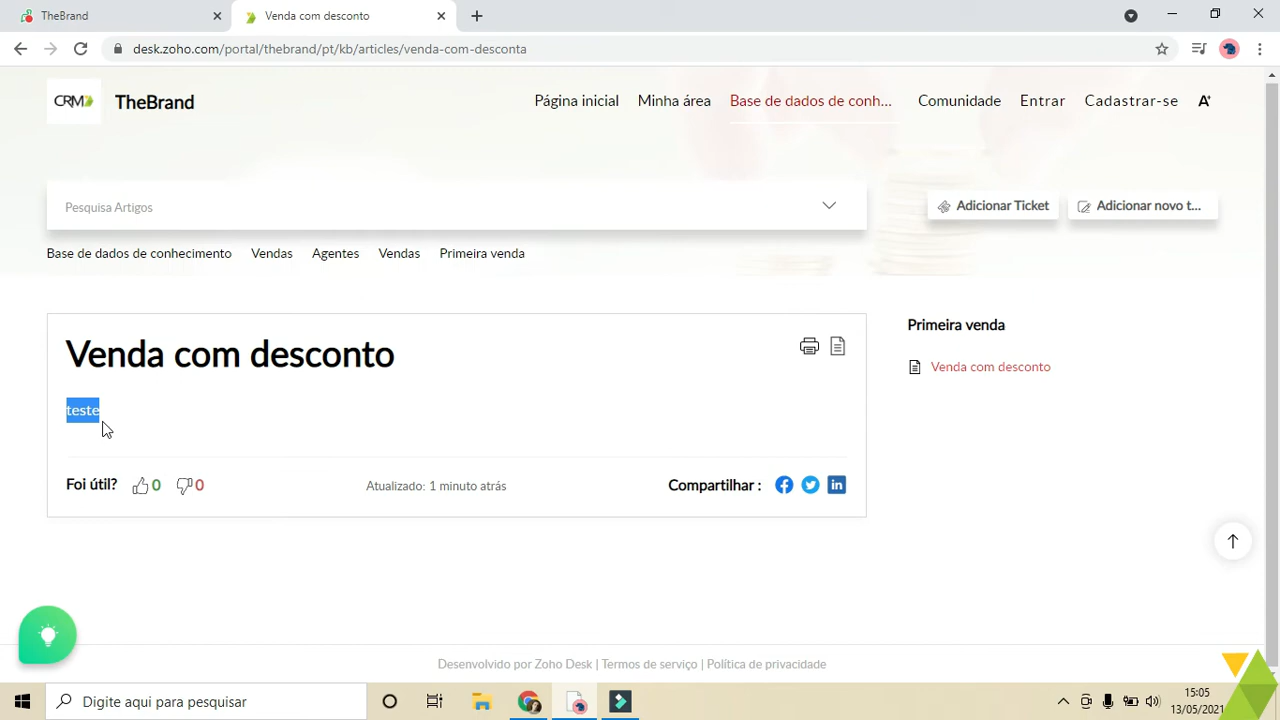 TheBrand
Venda com desconto
desk.zoho.com/portal/thebrand/pt/kb/articles/venda-com-desconta
CRM
TheBrand
Página inicial
Minha área
Base de dados de conh...
Comunidade
Entrar
Cadastrar-se
A
Pesquisa Artigos
Adicionar Ticket
Adicionar novo t...
Base de dados de conhecimento
Vendas
Agentes
Vendas
Primeira venda
Venda com desconto
teste
Foi útil?
0
0
Atualizado: 1 minuto atrás
Compartilhar :
Primeira venda
Venda com desconto
Desenvolvido por Zoho Desk | Termos de serviço | Política de privacidade
Digite aqui para pesquisar
15:05
13/05/2021